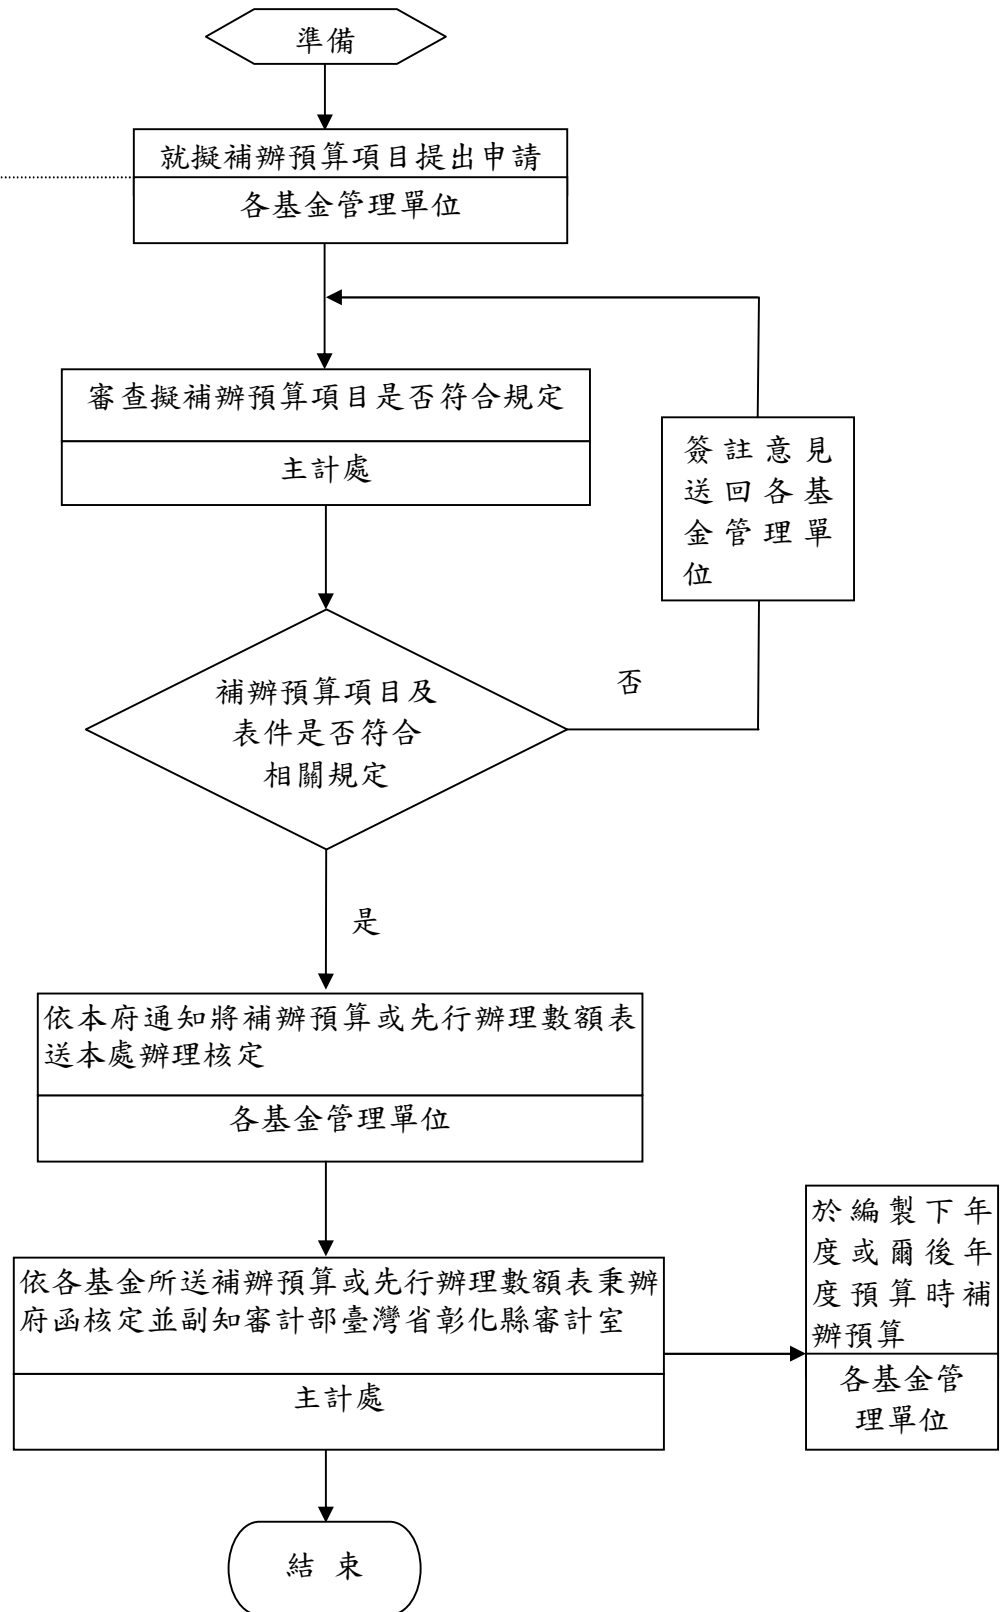 準備
就擬補辦預算項目提出申請
各基金管理單位
審查擬補辦預算項目是否符合規定
主計處
簽註意見
送回各基
金管理單
位
補辦預算項目及
表件是否符合
相關規定
否
是
依本府通知將補辦預算或先行辦理數額表
送本處辦理核定
各基金管理單位
依各基金所送補辦預算或先行辦理數額表秉辦
府函核定並副知審計部臺灣省彰化縣審計室
主計處
於編製下年
度或爾後年
度預算時補
辦預算
各基金管
理單位
結 束